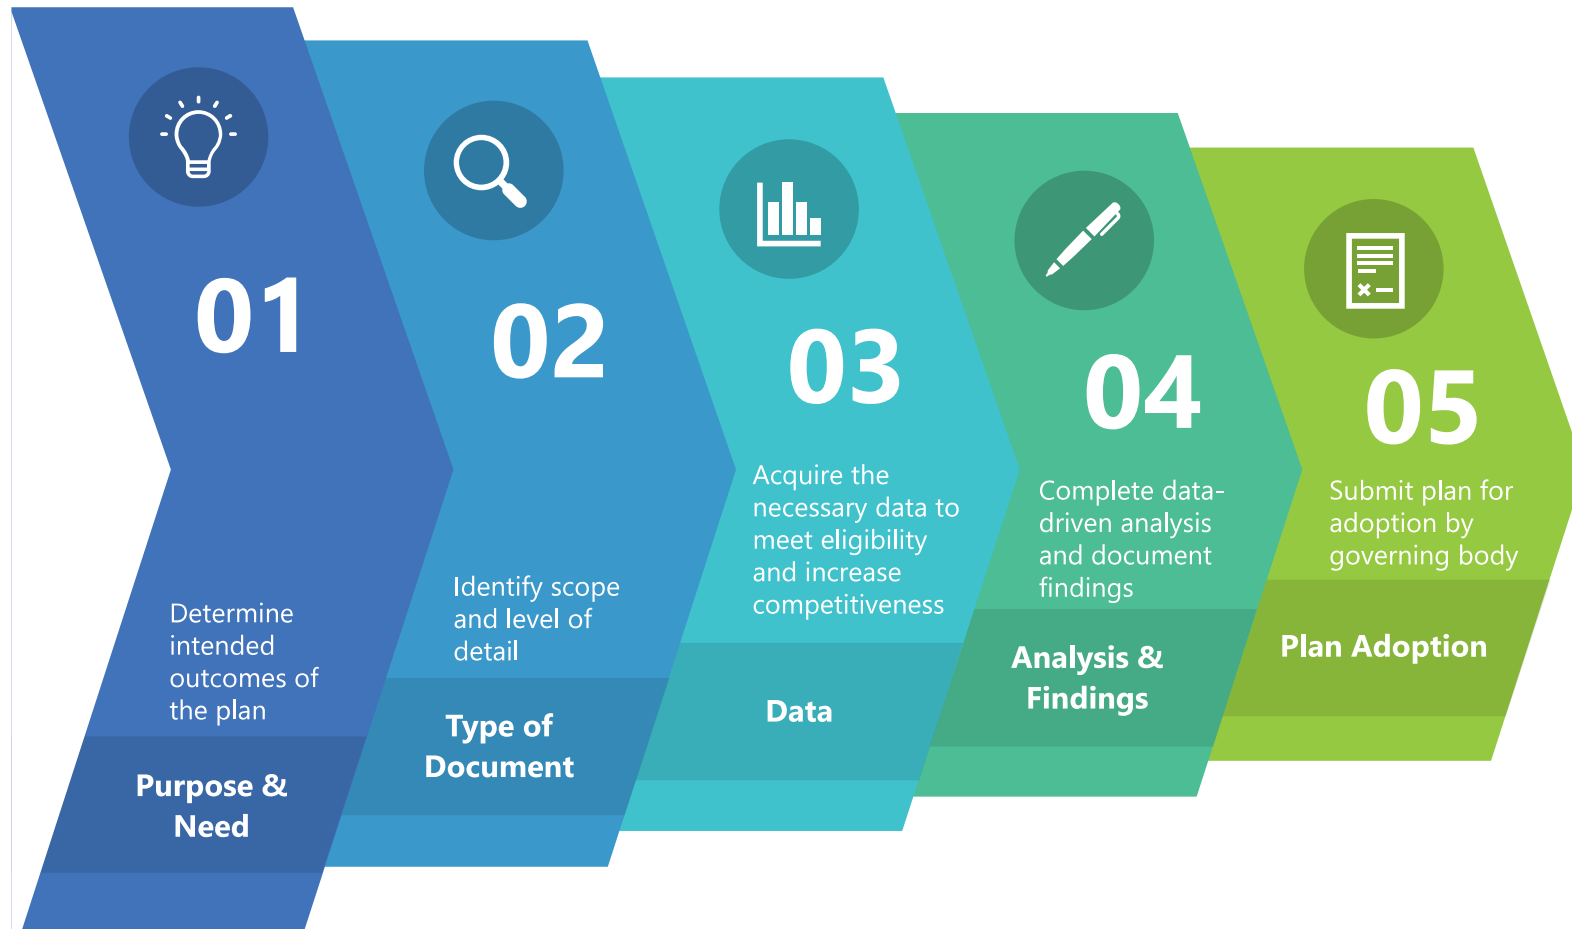 01
Determine
intended
outcomes of
the plan
Purpose &
Need
02
Identify scope
and level of
detail
Type of
Document
03
Acquire the
necessary data to
meet eligibility
and increase
competitiveness
Data
04
Complete data-
driven analysis
and document
findings
Analysis &
Findings
05
Submit plan for
adoption by
governing body
Plan Adoption